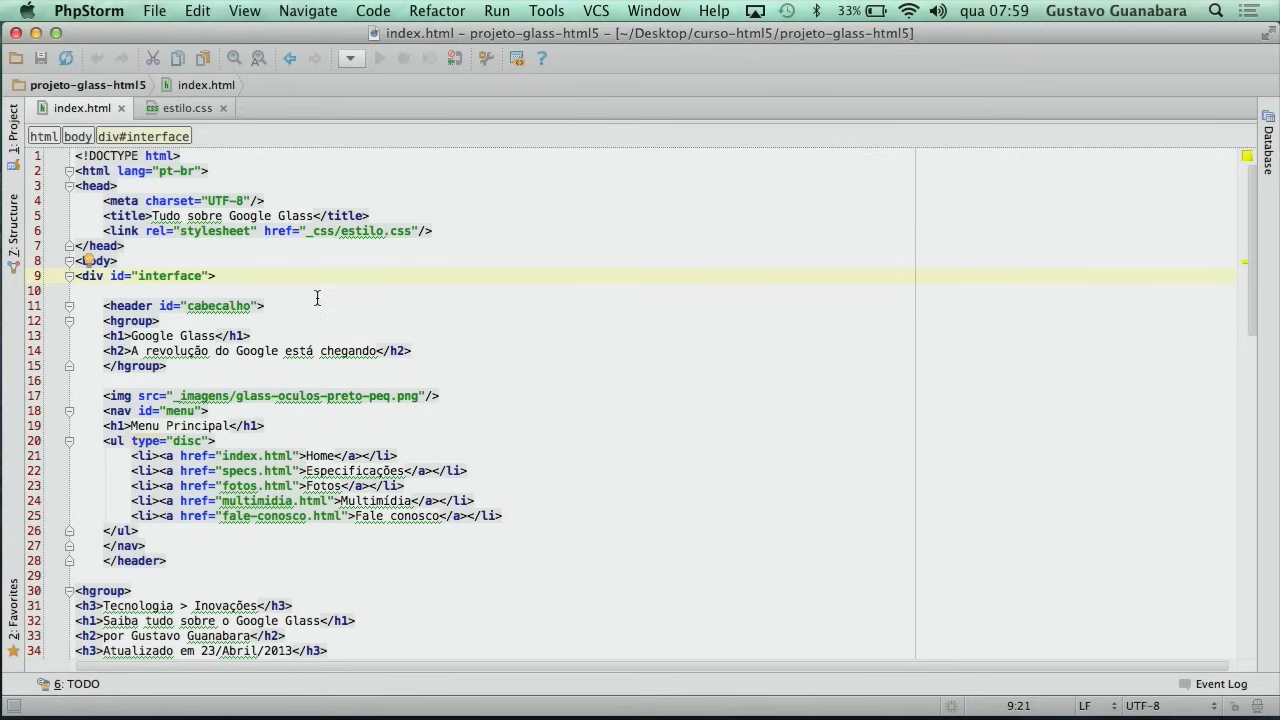 PhpStorm File Edit View Navigate Code Refactor Run Tools VCS Window Help 33% qua 07:59 Gustavo Guanabara
index.html - projeto-glass-html5 - [~/Desktop/curso-html5/projeto-glass-html5]
projeto-glass-html5 index.html
index.html estilo.css
html body div#interface
1: Project
Z: Structure
2: Favorites
Database
1 <!DOCTYPE html>
2 <html lang="pt-br">
3 <head>
4 <meta charset="UTF-8"/>
5 <title>Tudo sobre Google Glass</title>
6 <link rel="stylesheet" href="_css/estilo.css"/>
7 </head>
8 <body>
9 <div id="interface">
10
11 <header id="cabecalho">
12 <hgroup>
13 <h1>Google Glass</h1>
14 <h2>A revolução do Google está chegando</h2>
15 </hgroup>
16
17 <img src="_imagens/glass-oculos-preto-peq.png"/>
18 <nav id="menu">
19 <h1>Menu Principal</h1>
20 <ul type="disc">
21 <li><a href="index.html">Home</a></li>
22 <li><a href="specs.html">Especificações</a></li>
23 <li><a href="fotos.html">Fotos</a></li>
24 <li><a href="multimidia.html">Multimídia</a></li>
25 <li><a href="fale-conosco.html">Fale conosco</a></li>
26 </ul>
27 </nav>
28 </header>
29
30 <hgroup>
31 <h3>Tecnologia > Inovações</h3>
32 <h1>Saiba tudo sobre o Google Glass</h1>
33 <h2>por Gustavo Guanabara</h2>
34 <h3>Atualizado em 23/Abril/2013</h3>
6: TODO Event Log
9:21 LF UTF-8